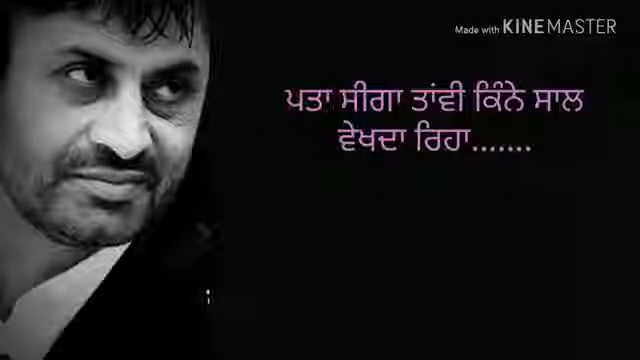 Made with KINEMASTER
ਪਤਾ ਸੀਗਾ ਤਾਂਵੀ ਕਿੰਨੇ ਸਾਲ
ਵੇਖਦਾ ਰਿਹਾ.......